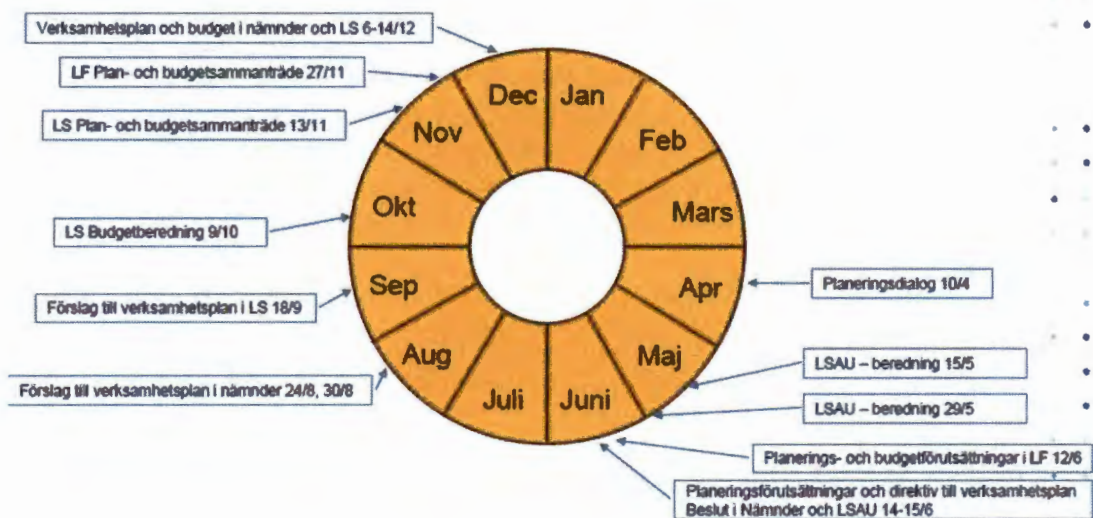 Verksamhetsplan och budget i nämnder och LS 6-14/12
LF Plan- och budgetsammanträde 27/11
LS Plan- och budgetsammanträde 13/11
LS Budgetberedning 9/10
Förslag till verksamhetsplan i LS 18/9
Förslag till verksamhetsplan i nämnder 24/8, 30/8
Jan
Feb
Mars
Apr
Maj
Juni
Juli
Aug
Sep
Okt
Nov
Dec
Planeringsdialog 10/4
LSAU – beredning 15/5
LSAU – beredning 29/5
Planerings- och budgetförutsättningar i LF 12/6
Planeringsförutsättningar och direktiv till verksamhetsplan
Beslut i Nämnder och LSAU 14-15/6